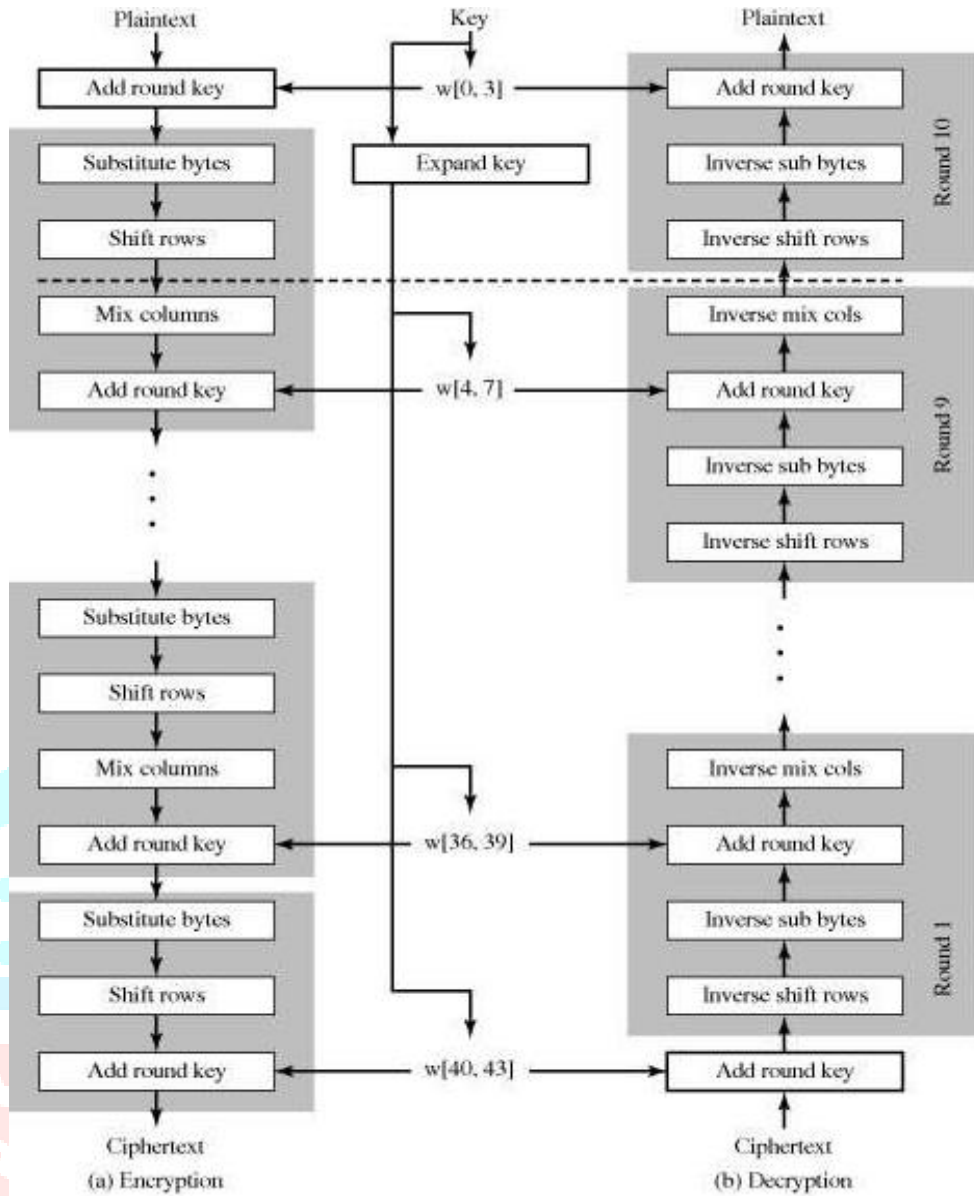 Plaintext
Key
Plaintext
Add round key
w[0, 3]
Add round key
Substitute bytes
Expand key
Inverse sub bytes
Round 10
Shift rows
Inverse shift rows
Mix columns
Inverse mix cols
Add round key
w[4, 7]
Add round key
Round 9
Inverse sub bytes
Inverse shift rows
Substitute bytes
Shift rows
Mix columns
Inverse mix cols
Add round key
w[36, 39]
Add round key
Substitute bytes
Inverse sub bytes
Round 1
Shift rows
Inverse shift rows
Add round key
w[40, 43]
Add round key
Ciphertext
Ciphertext
(a) Encryption
(b) Decryption